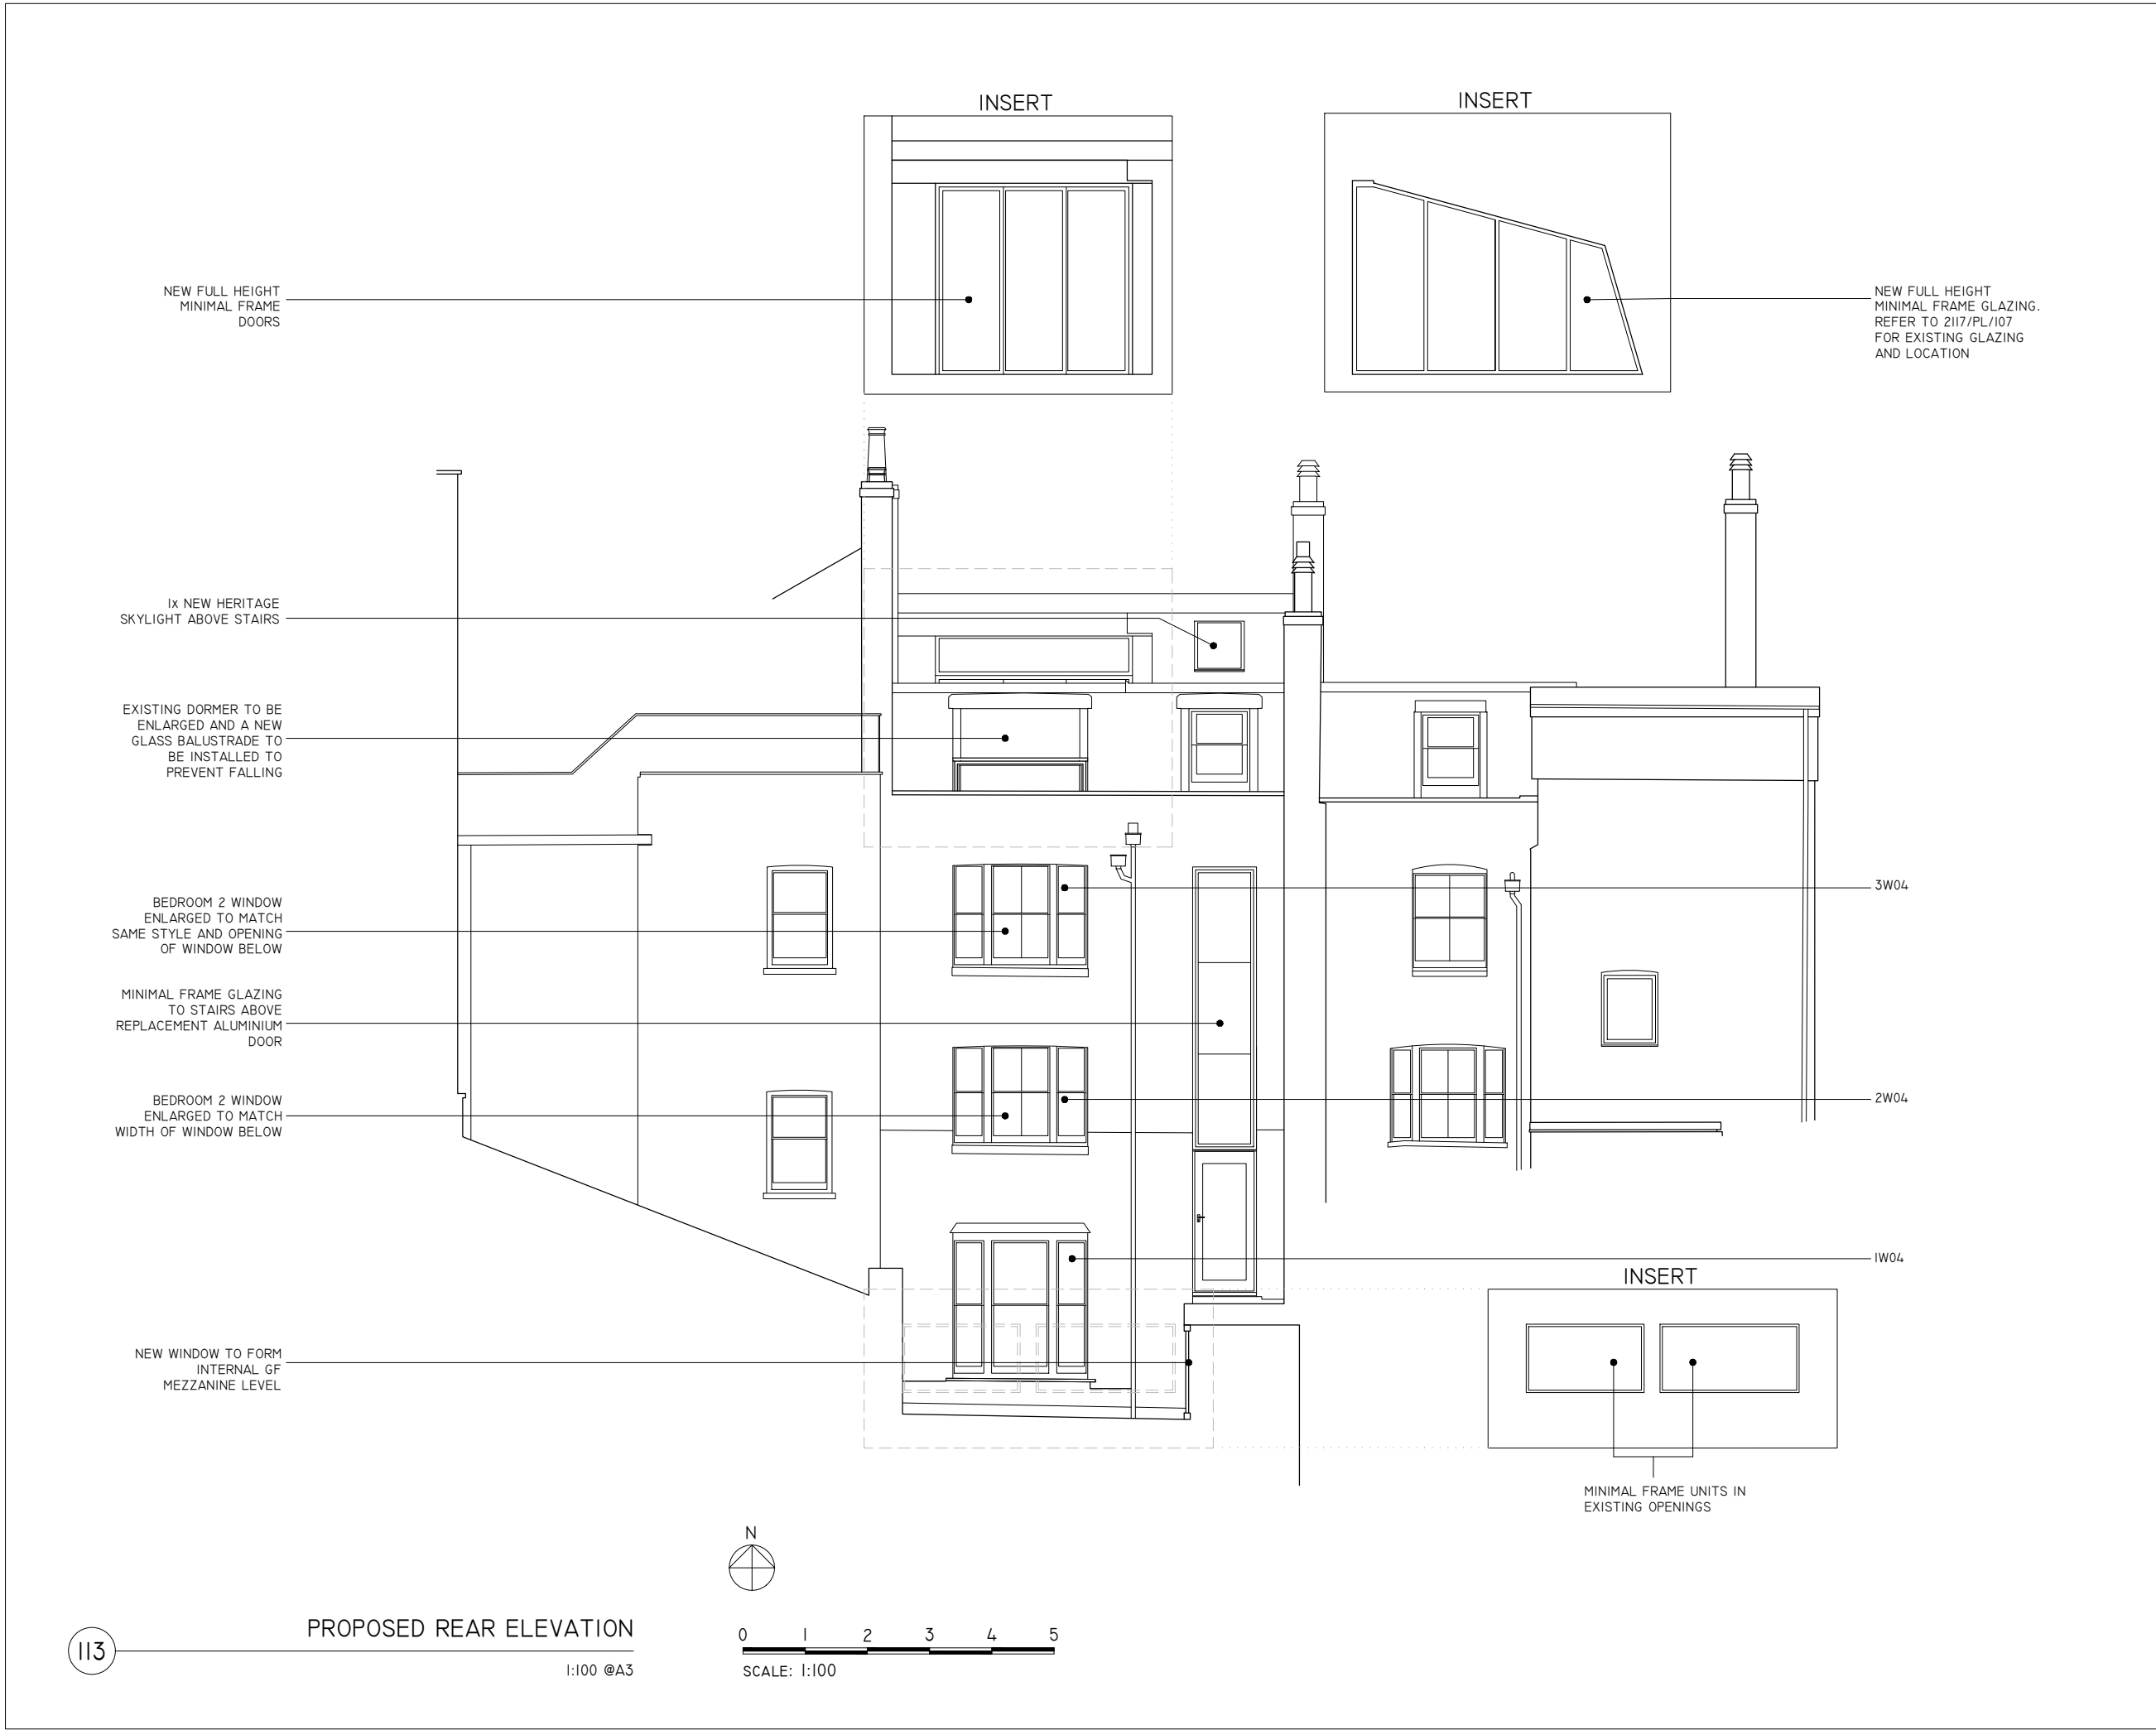 INSERT
INSERT
NEW FULL HEIGHT
MINIMAL FRAME
DOORS
NEW FULL HEIGHT
MINIMAL FRAME GLAZING.
REFER TO 2117/PL/107
FOR EXISTING GLAZING
AND LOCATION
1x NEW HERITAGE
SKYLIGHT ABOVE STAIRS
EXISTING DORMER TO BE
ENLARGED AND A NEW
GLASS BALUSTRADE TO
BE INSTALLED TO
PREVENT FALLING
BEDROOM 2 WINDOW
ENLARGED TO MATCH
SAME STYLE AND OPENING
OF WINDOW BELOW
3W04
MINIMAL FRAME GLAZING
TO STAIRS ABOVE
REPLACEMENT ALUMINIUM
DOOR
BEDROOM 2 WINDOW
ENLARGED TO MATCH
WIDTH OF WINDOW BELOW
2W04
1W04
INSERT
NEW WINDOW TO FORM
INTERNAL GF
MEZZANINE LEVEL
MINIMAL FRAME UNITS IN
EXISTING OPENINGS
N
113
PROPOSED REAR ELEVATION
1:100 @A3
0 1 2 3 4 5
SCALE: 1:100